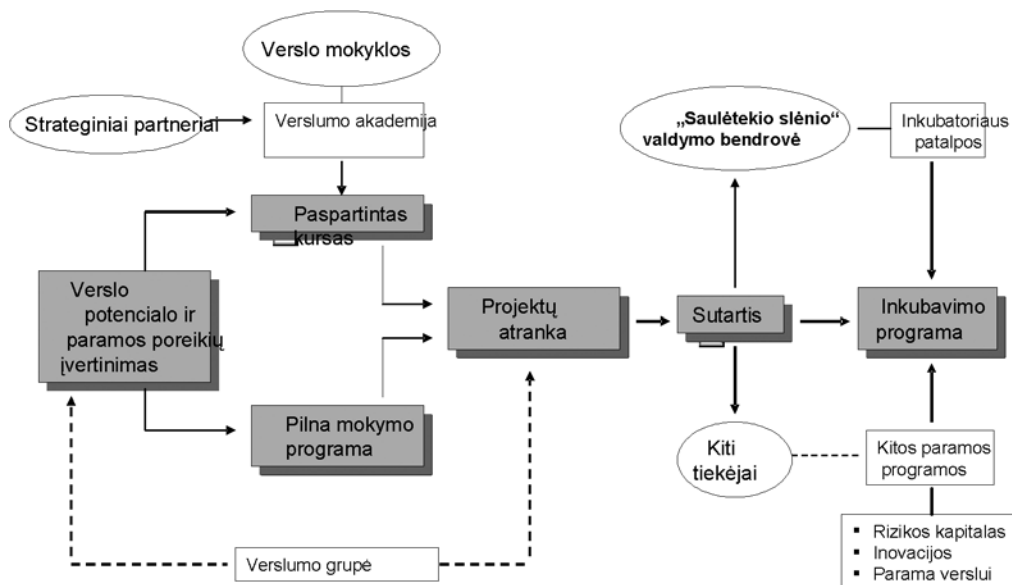 Verslo mokyklos
Strateginiai partneriai
Verslumo akademija
„Saulėtekio slėnio“
valdymo bendrovė
Inkubatoriaus
patalpos
Paspartintas
kursas
Verslo
potencialo ir
paramos poreikių
įvertinimas
Projektų
atranka
Sutartis
Inkubavimo
programa
Pilna mokymo
programa
Kiti
tiekėjai
Kitos paramos
programos
Verslumo grupė
▪ Rizikos kapitalas
▪ Inovacijos
▪ Parama verslui